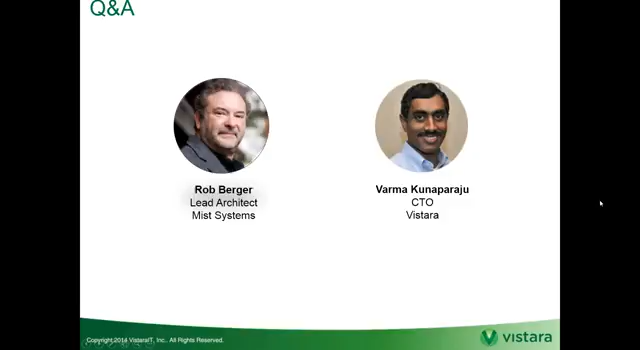 Q&A
Rob Berger
Lead Architect
Mist Systems
Varma Kunaparaju
CTO
Vistara
Copyright 2014 VistaraIT, Inc.. All Rights Reserved.
vistara